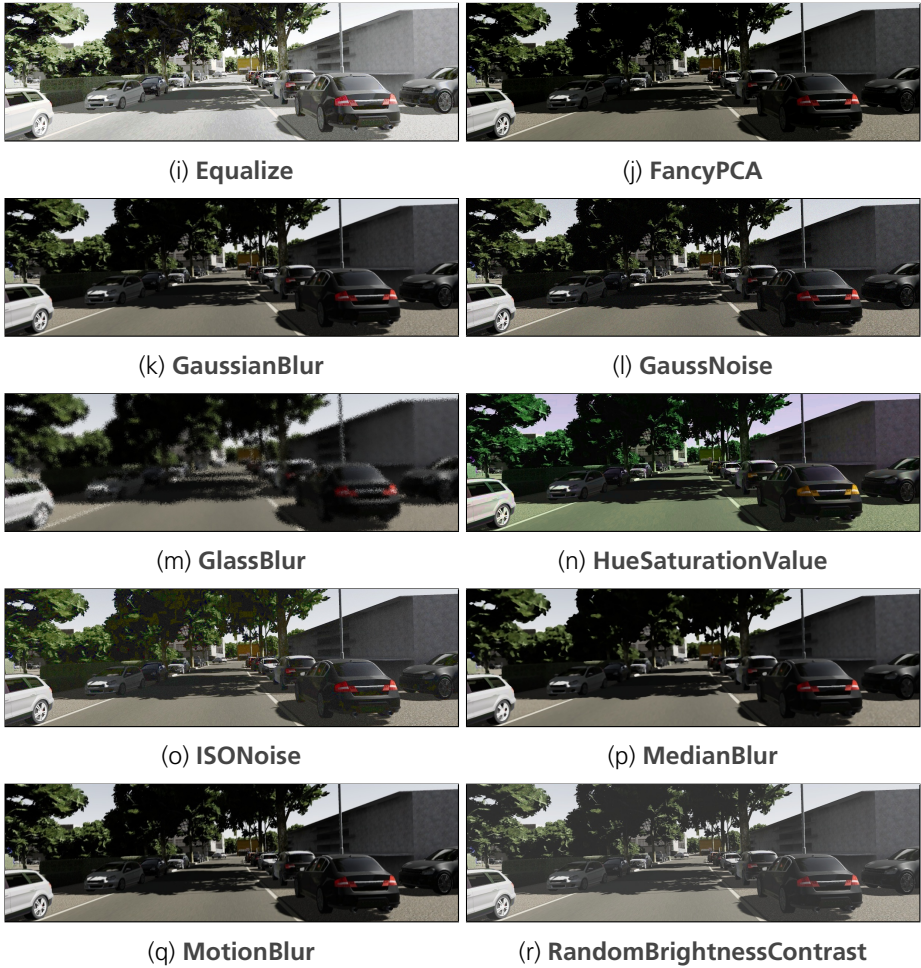 (i) Equalize
(j) FancyPCA
(k) GaussianBlur
(l) GaussNoise
(m) GlassBlur
(n) HueSaturationValue
(o) ISONoise
(p) MedianBlur
(q) MotionBlur
(r) RandomBrightnessContrast